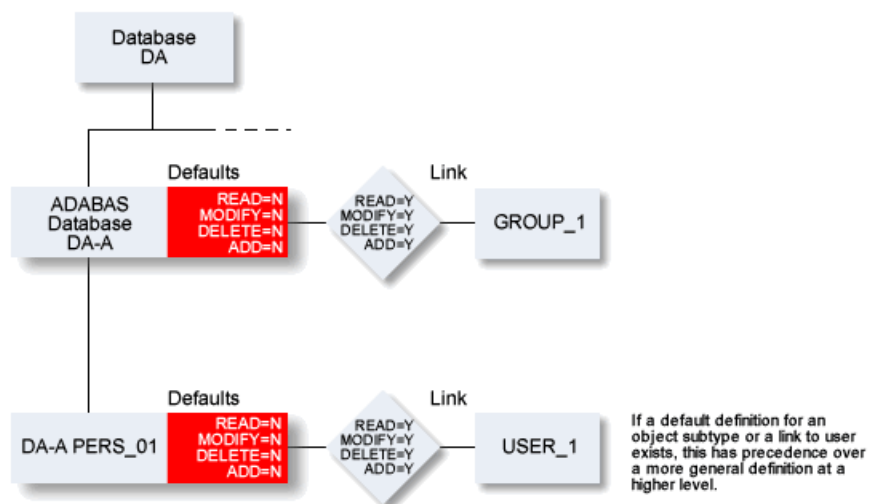 Database
DA
Defaults
Link
ADABAS
Database
DA-A
READ=N
MODIFY=N
DELETE=N
ADD=N
READ=Y
MODIFY=Y
DELETE=Y
ADD=Y
GROUP_1
Defaults
Link
DA-A PERS_01
READ=N
MODIFY=N
DELETE=N
ADD=N
READ=Y
MODIFY=Y
DELETE=Y
ADD=Y
USER_1
If a default definition for an
object subtype or a link to user
exists, this has precedence over
a more general definition at a
higher level.